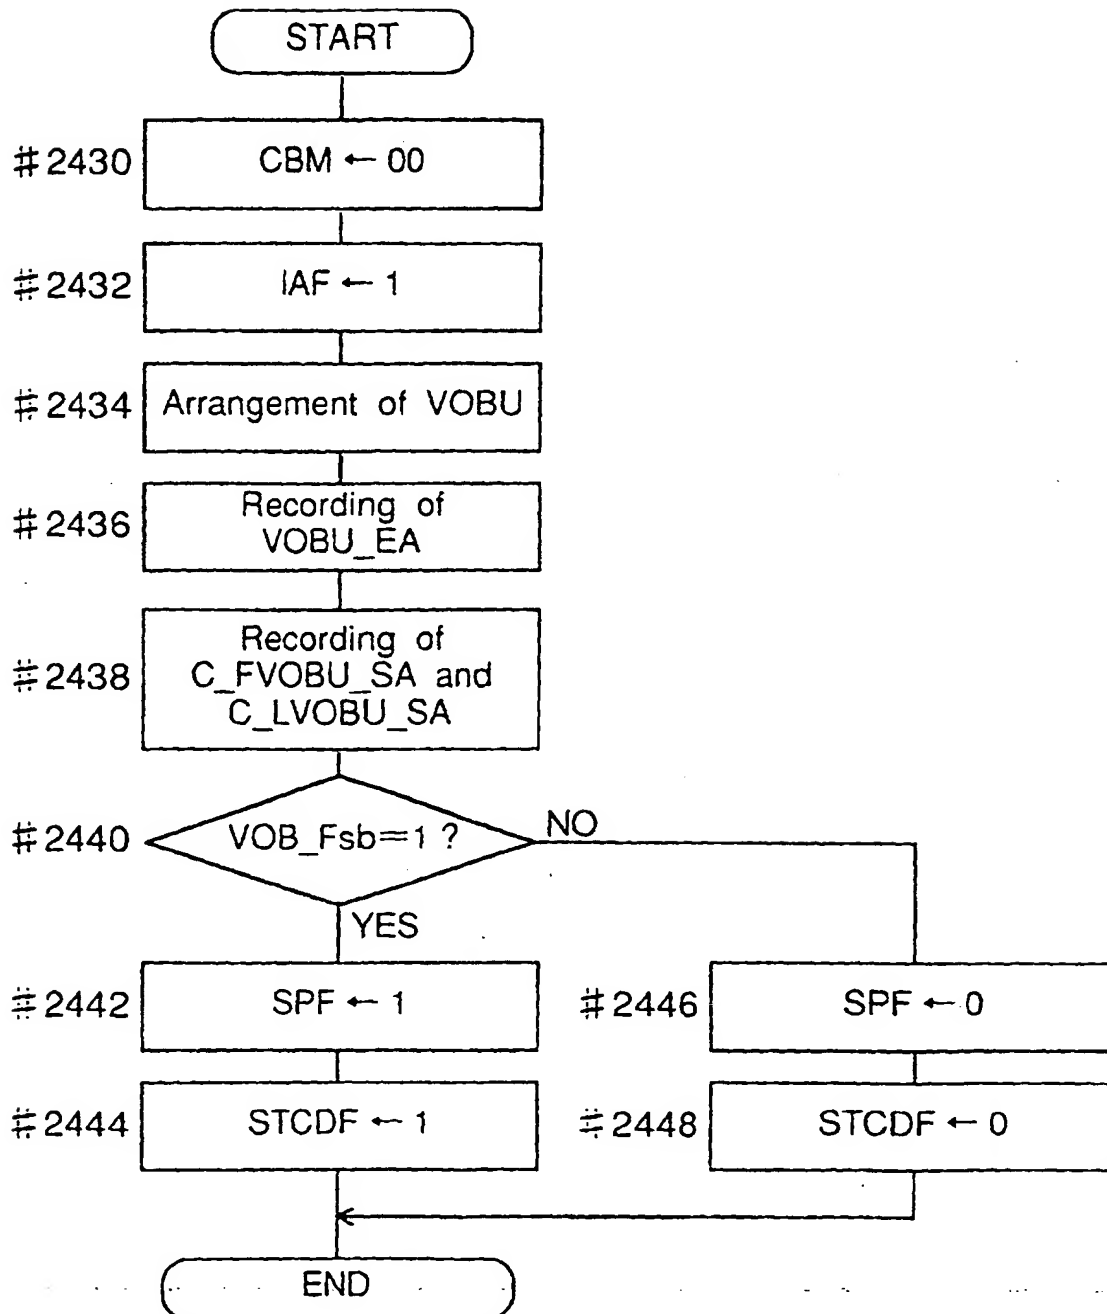 START
#2430
CBM ← 00
#2432
IAF ← 1
#2434
Arrangement of VOBU
#2436
Recording of
VOBU_EA
#2438
Recording of
C_FVOBU_SA and
C_LVOBU_SA
#2440
VOB_Fsb=1 ?
NO
YES
#2442
SPF ← 1
#2446
SPF ← 0
#2444
STCDF ← 1
#2448
STCDF ← 0
END